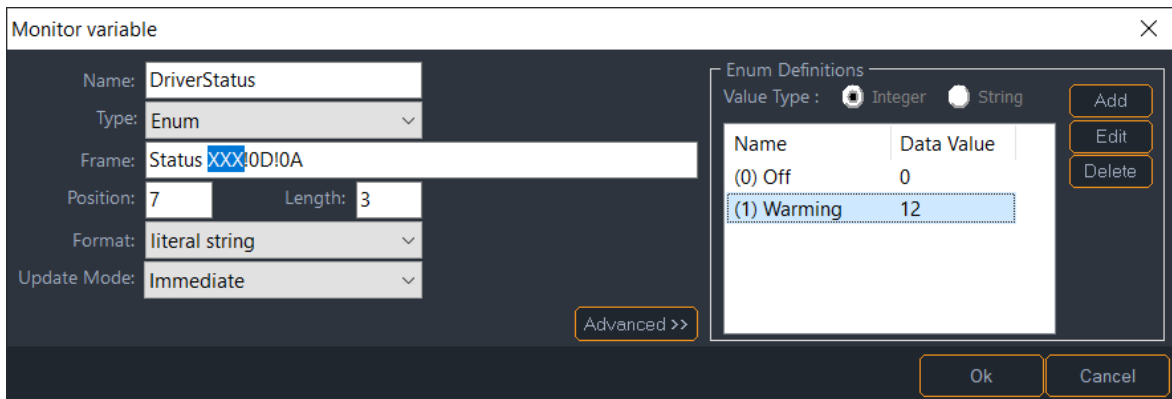 Monitor variable
Name: DriverStatus
Type: Enum
Frame: Status XXX!0D!0A
Position: 7 Length: 3
Format: literal string
Update Mode: Immediate
Advanced >>
Enum Definitions
Value Type : Integer String
Name Data Value
(0) Off 0
(1) Warming 12
Add
Edit
Delete
Ok Cancel